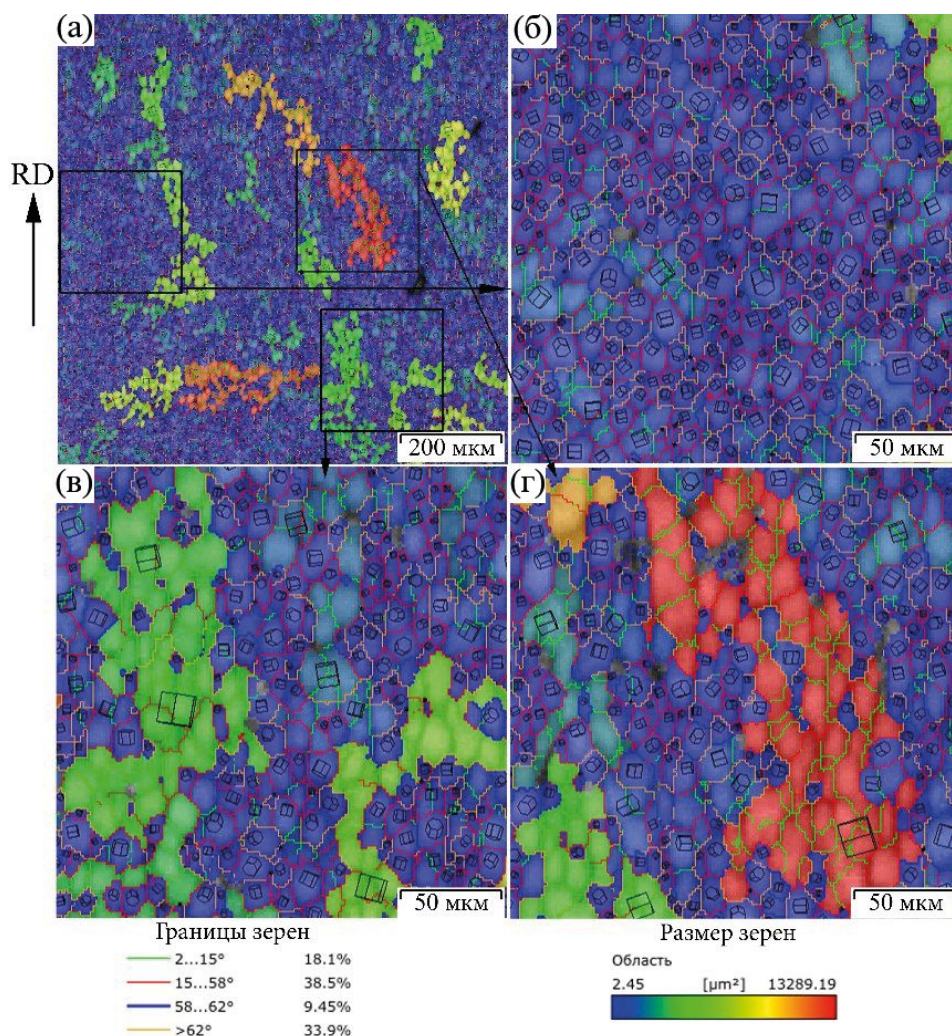 (а)
(б)
RD
200 мкм
50 мкм
(в)
(г)
50 мкм
50 мкм
Границы зерен
2...15° 18.1%
15...58° 38.5%
58...62° 9.45%
>62° 33.9%
Размер зерен
Область
2.45 [µm²] 13289.19